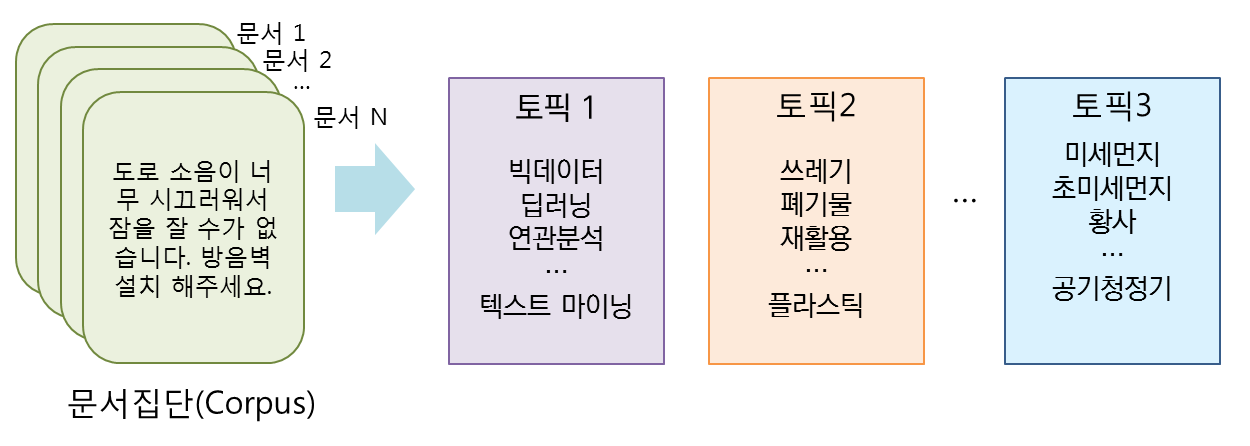 문서 1
문서 2
...
문서 N
도로 소음이 너
무 시끄러워서
잠을 잘 수가 없
습니다. 방음벽
설치 해주세요.
문서집단(Corpus)
토픽 1
빅데이터
딥러닝
연관분석
...
텍스트 마이닝
토픽2
쓰레기
폐기물
재활용
...
플라스틱
...
토픽3
미세먼지
초미세먼지
황사
...
공기청정기